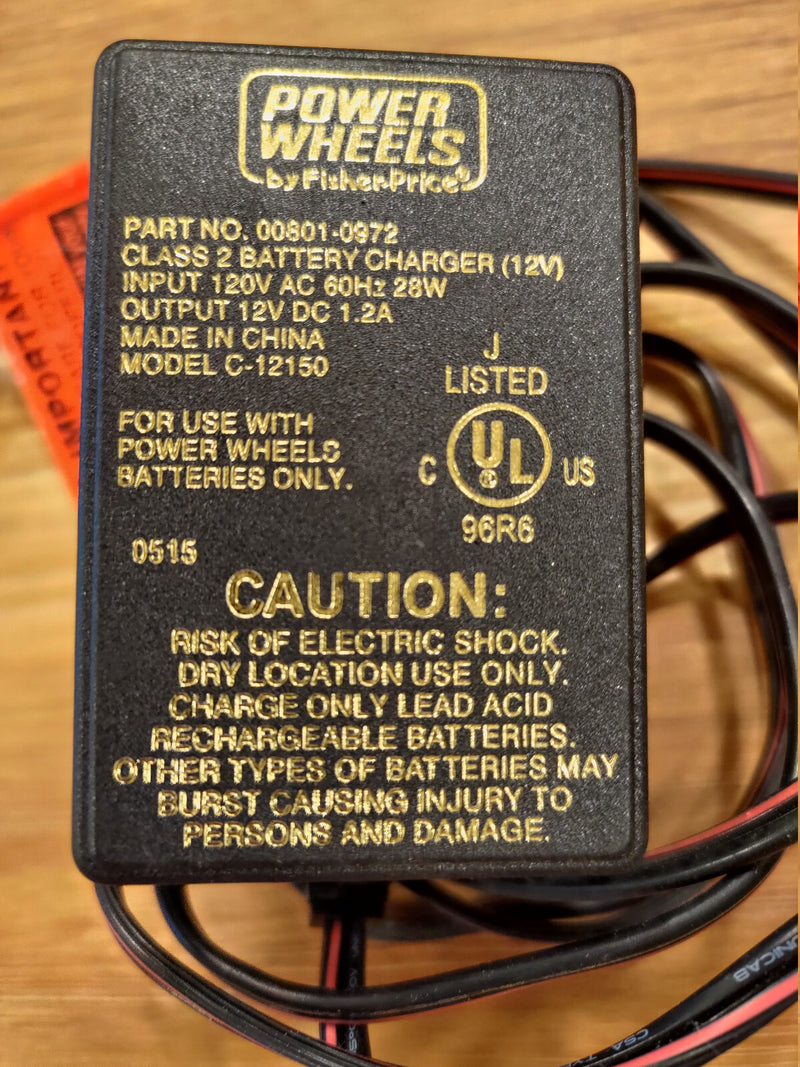 POWER
WHEELS
by Fisher-Price®
PART NO. 00801-0972
CLASS 2 BATTERY CHARGER (12V)
INPUT 120V AC 60Hz 28W
OUTPUT 12V DC 1.2A
MADE IN CHINA
MODEL C-12150
J
LISTED
C UL® US
96R6
FOR USE WITH
POWER WHEELS
BATTERIES ONLY.
0515
CAUTION:
RISK OF ELECTRIC SHOCK.
DRY LOCATION USE ONLY.
CHARGE ONLY LEAD ACID
RECHARGEABLE BATTERIES.
OTHER TYPES OF BATTERIES MAY
BURST CAUSING INJURY TO
PERSONS AND DAMAGE.
IMPORTANT
CSA